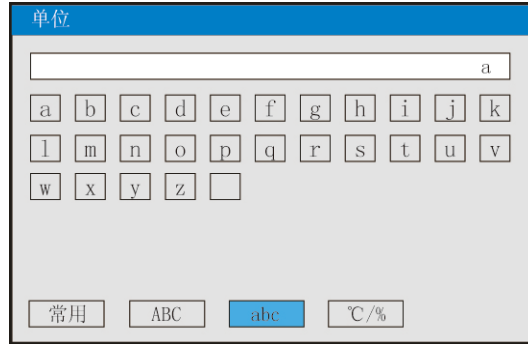 单位
a
a b c d e f g h i j k
l m n o p q r s t u v
w x y z
常用 ABC abc ℃/%